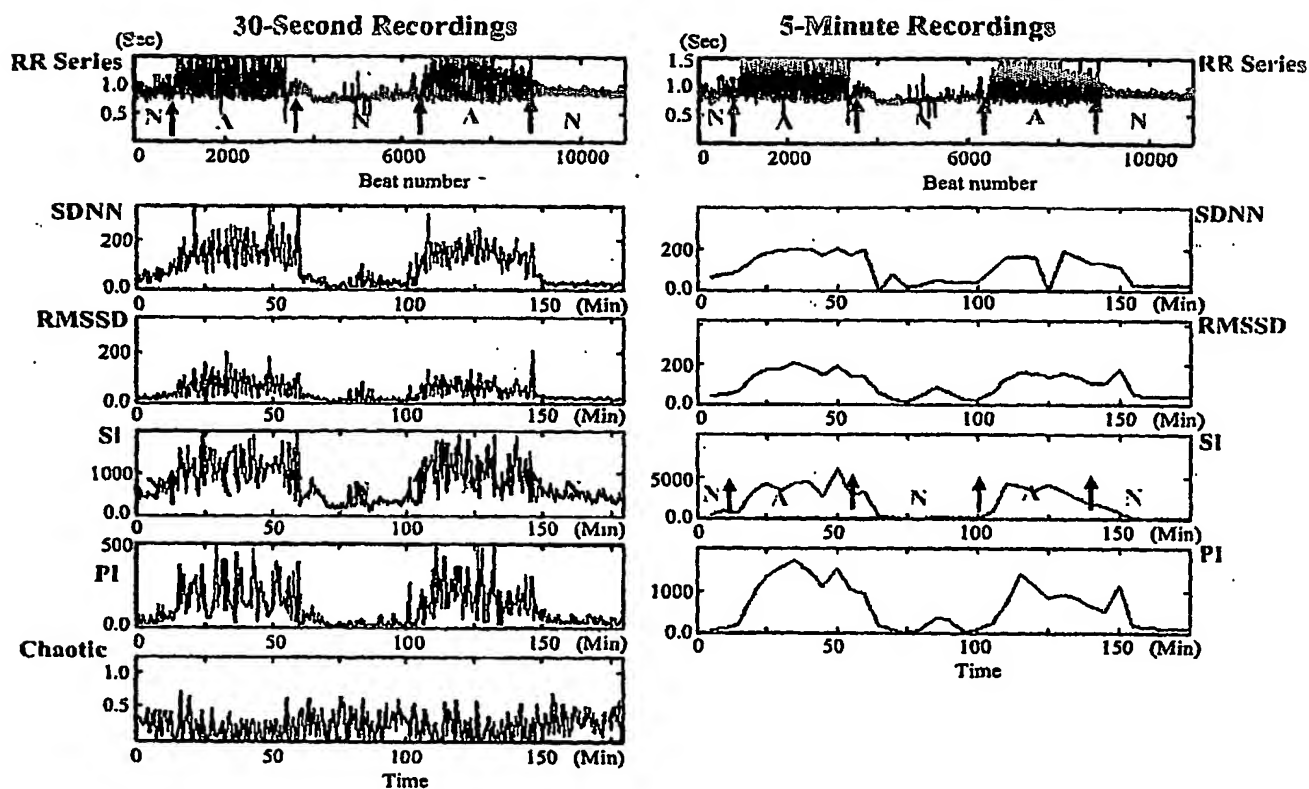 30-Second Recordings
5-Minute Recordings
(Sec)
RR Series
1.0
0.5
N A N A N
0 2000 6000 10000
Beat number
(Sec)
RR Series
1.5
1.0
0.5
N A N A N
0 2000 6000 10000
Beat number
SDNN
200
0.0
0 50 100 150 (Min)
SDNN
200
0.0
0 50 100 150 (Min)
RMSSD
200
0.0
0 50 100 150 (Min)
RMSSD
200
0.0
0 50 100 150 (Min)
SI
1000
0
0 50 100 150 (Min)
SI
5000
0.0
N A N A N
0 50 100 150 (Min)
PI
500
0.0
0 50 100 150 (Min)
PI
1000
0.0
0 50 100 150 (Min)
Time
Chaotic
1.0
0.5
0 50 100 150 (Min)
Time